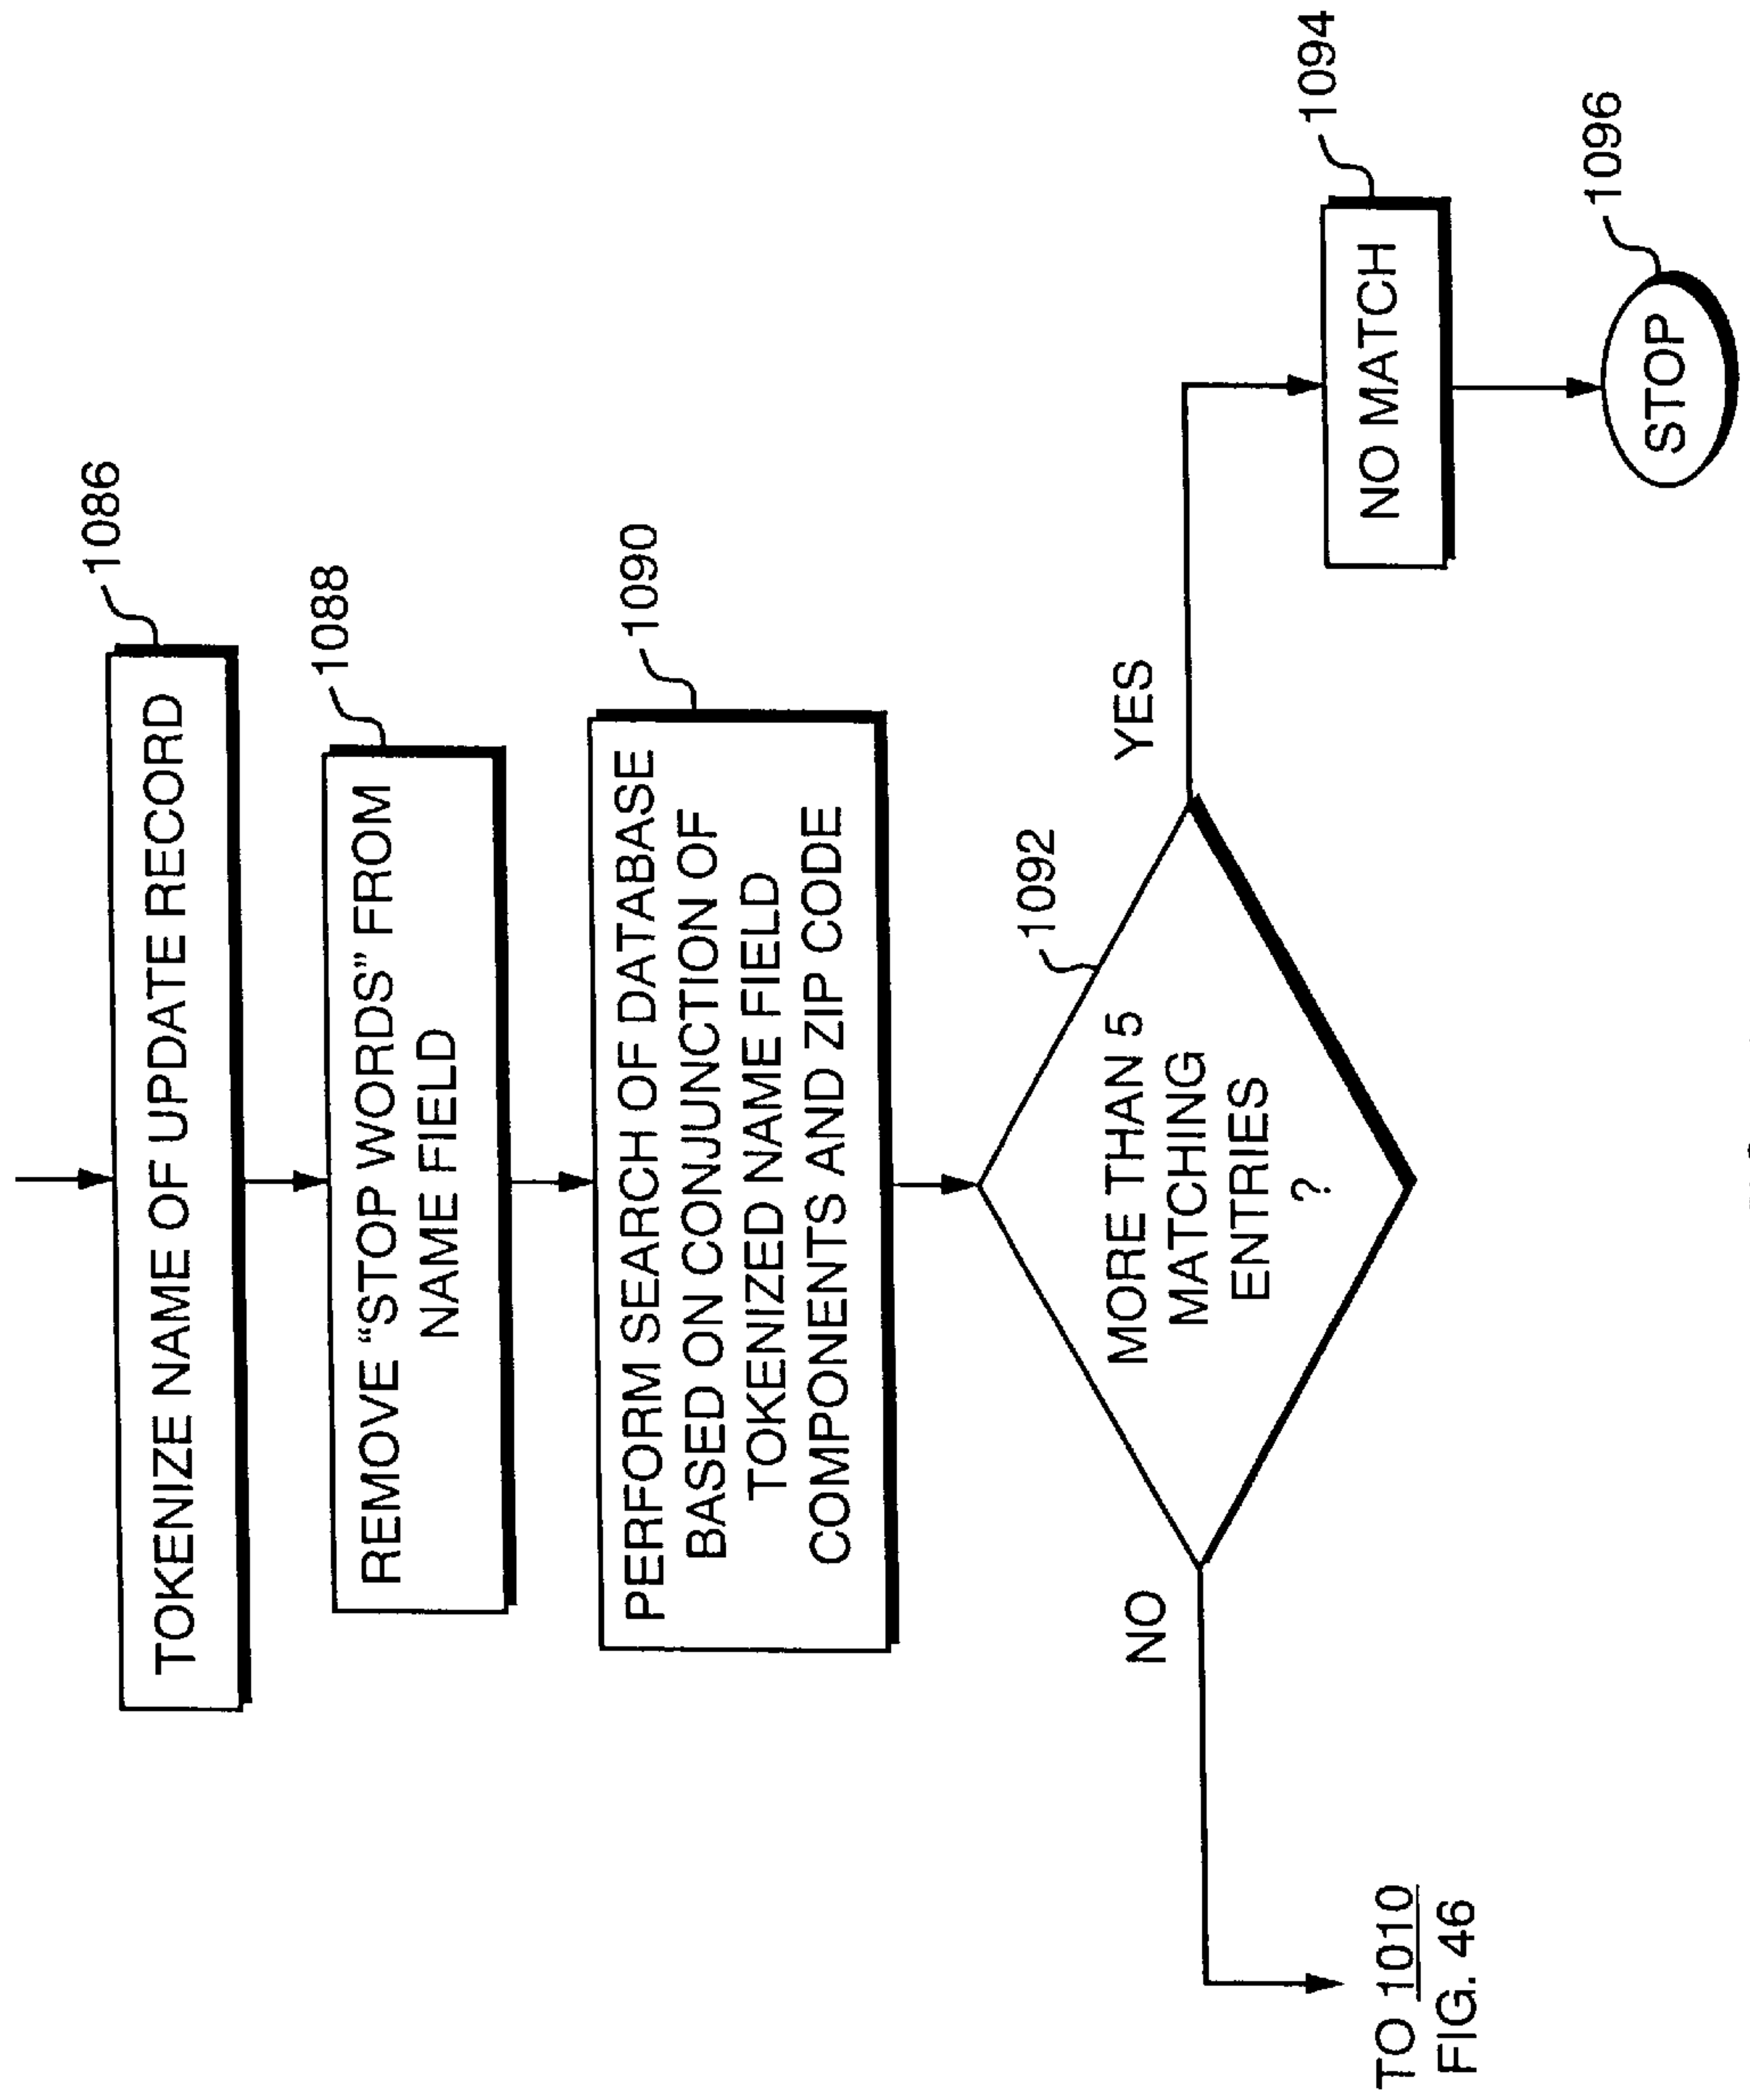 1086
TOKENIZE NAME OF UPDATE RECORD
1088
REMOVE “STOP WORDS” FROM
NAME FIELD
1090
PERFORM SEARCH OF DATABASE
BASED ON CONJUNCTION OF
TOKENIZED NAME FIELD
COMPONENTS AND ZIP CODE
1092
MORE THAN 5
MATCHING
ENTRIES
?
NO
YES
TO 1010
FIG. 46
1094
NO MATCH
1096
STOP